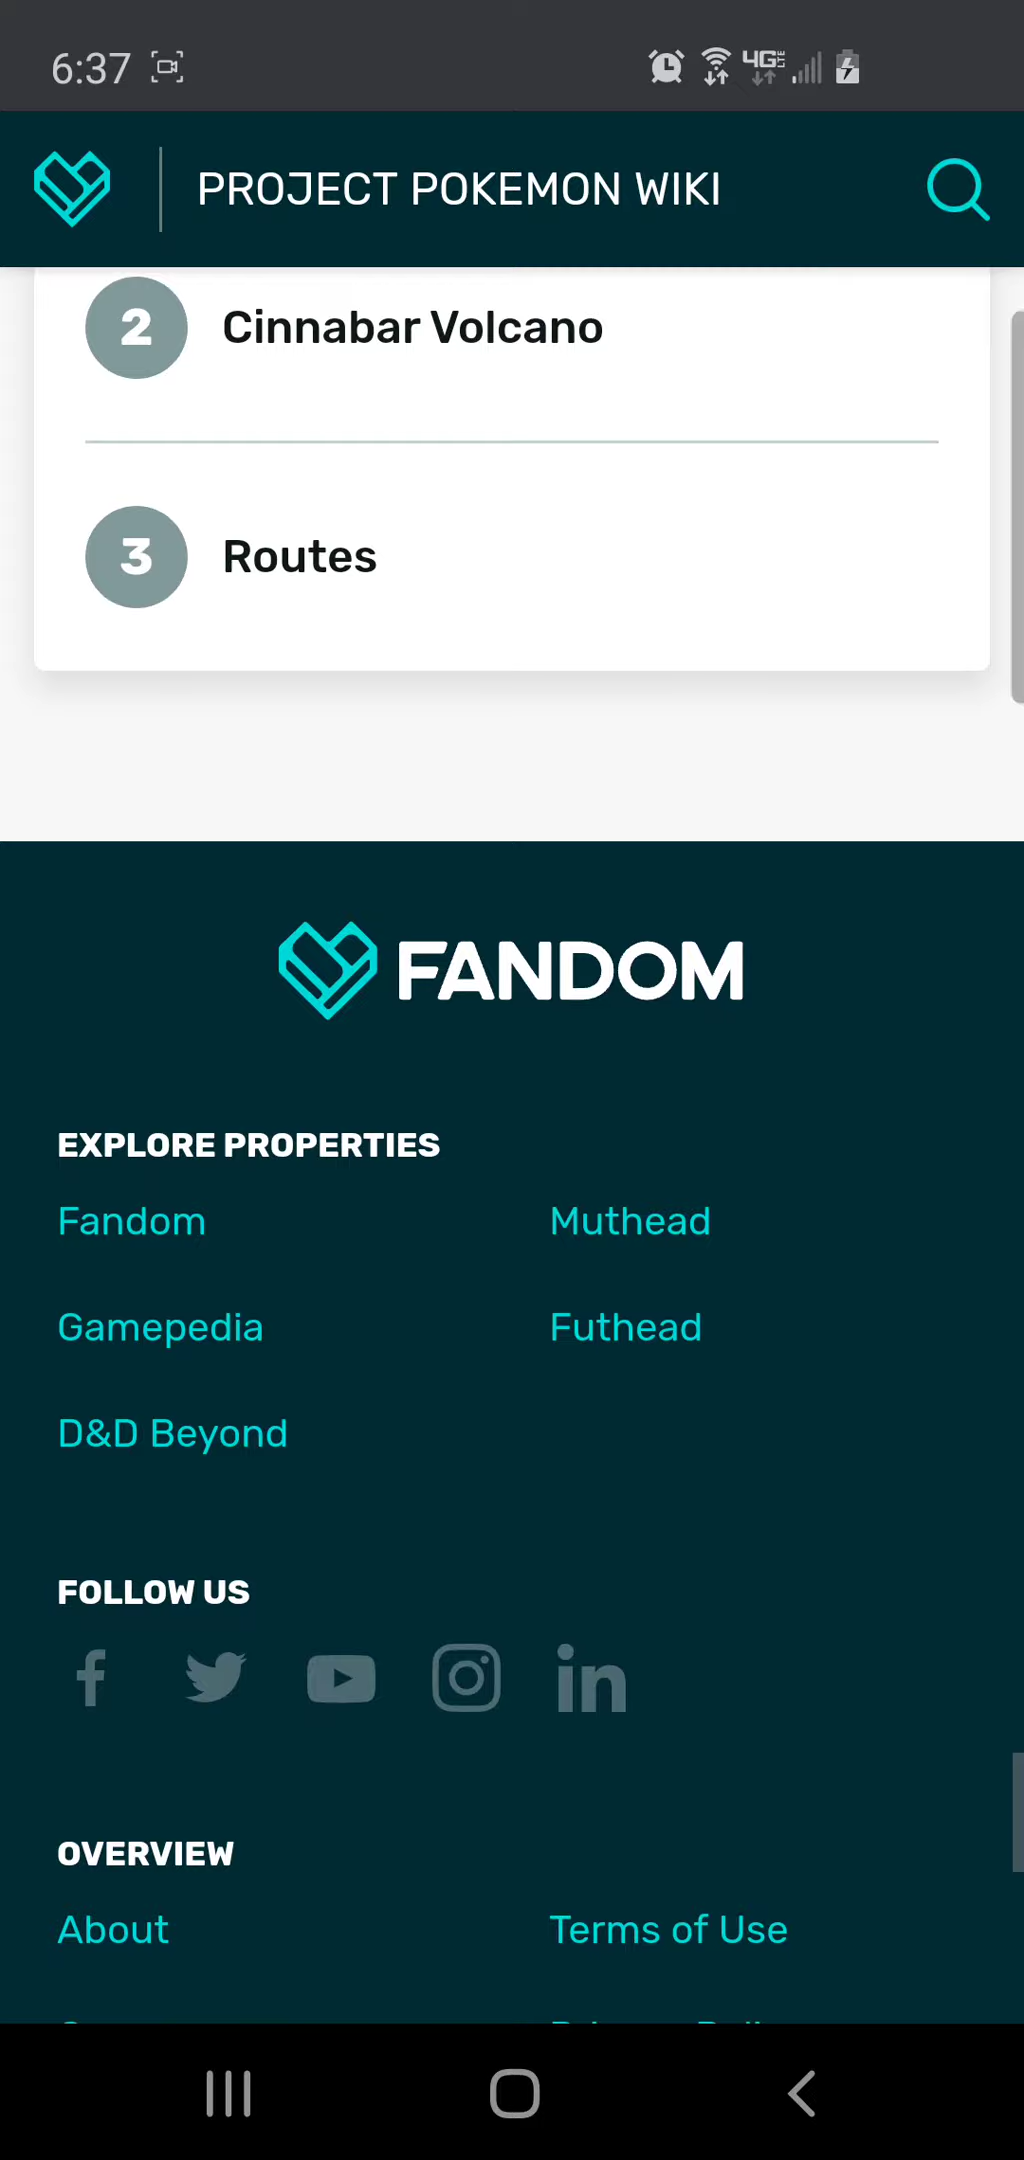 6:37 4G LTE
PROJECT POKEMON WIKI
2 Cinnabar Volcano
3 Routes
FANDOM
EXPLORE PROPERTIES
Fandom Muthead
Gamepedia Futhead
D&D Beyond
FOLLOW US
OVERVIEW
About Terms of Use